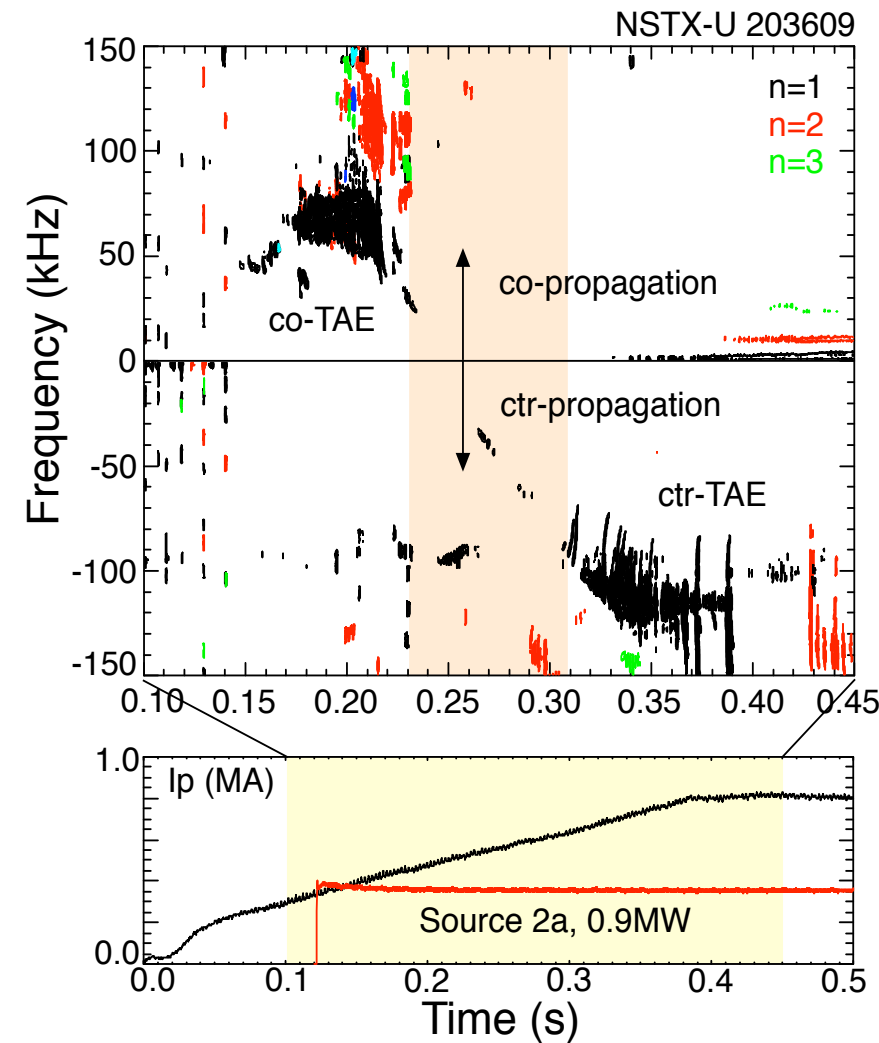 NSTX-U 203609
150
n=1
n=2
100
n=3
50
co-propagation
co-TAE
Frequency (kHz)
0
ctr-propagation
-50
ctr-TAE
-100
-150
0.10 0.15 0.20 0.25 0.30 0.35 0.40 0.45
1.0
Ip (MA)
Source 2a, 0.9MW
0.0
0.0 0.1 0.2 0.3 0.4 0.5
Time (s)